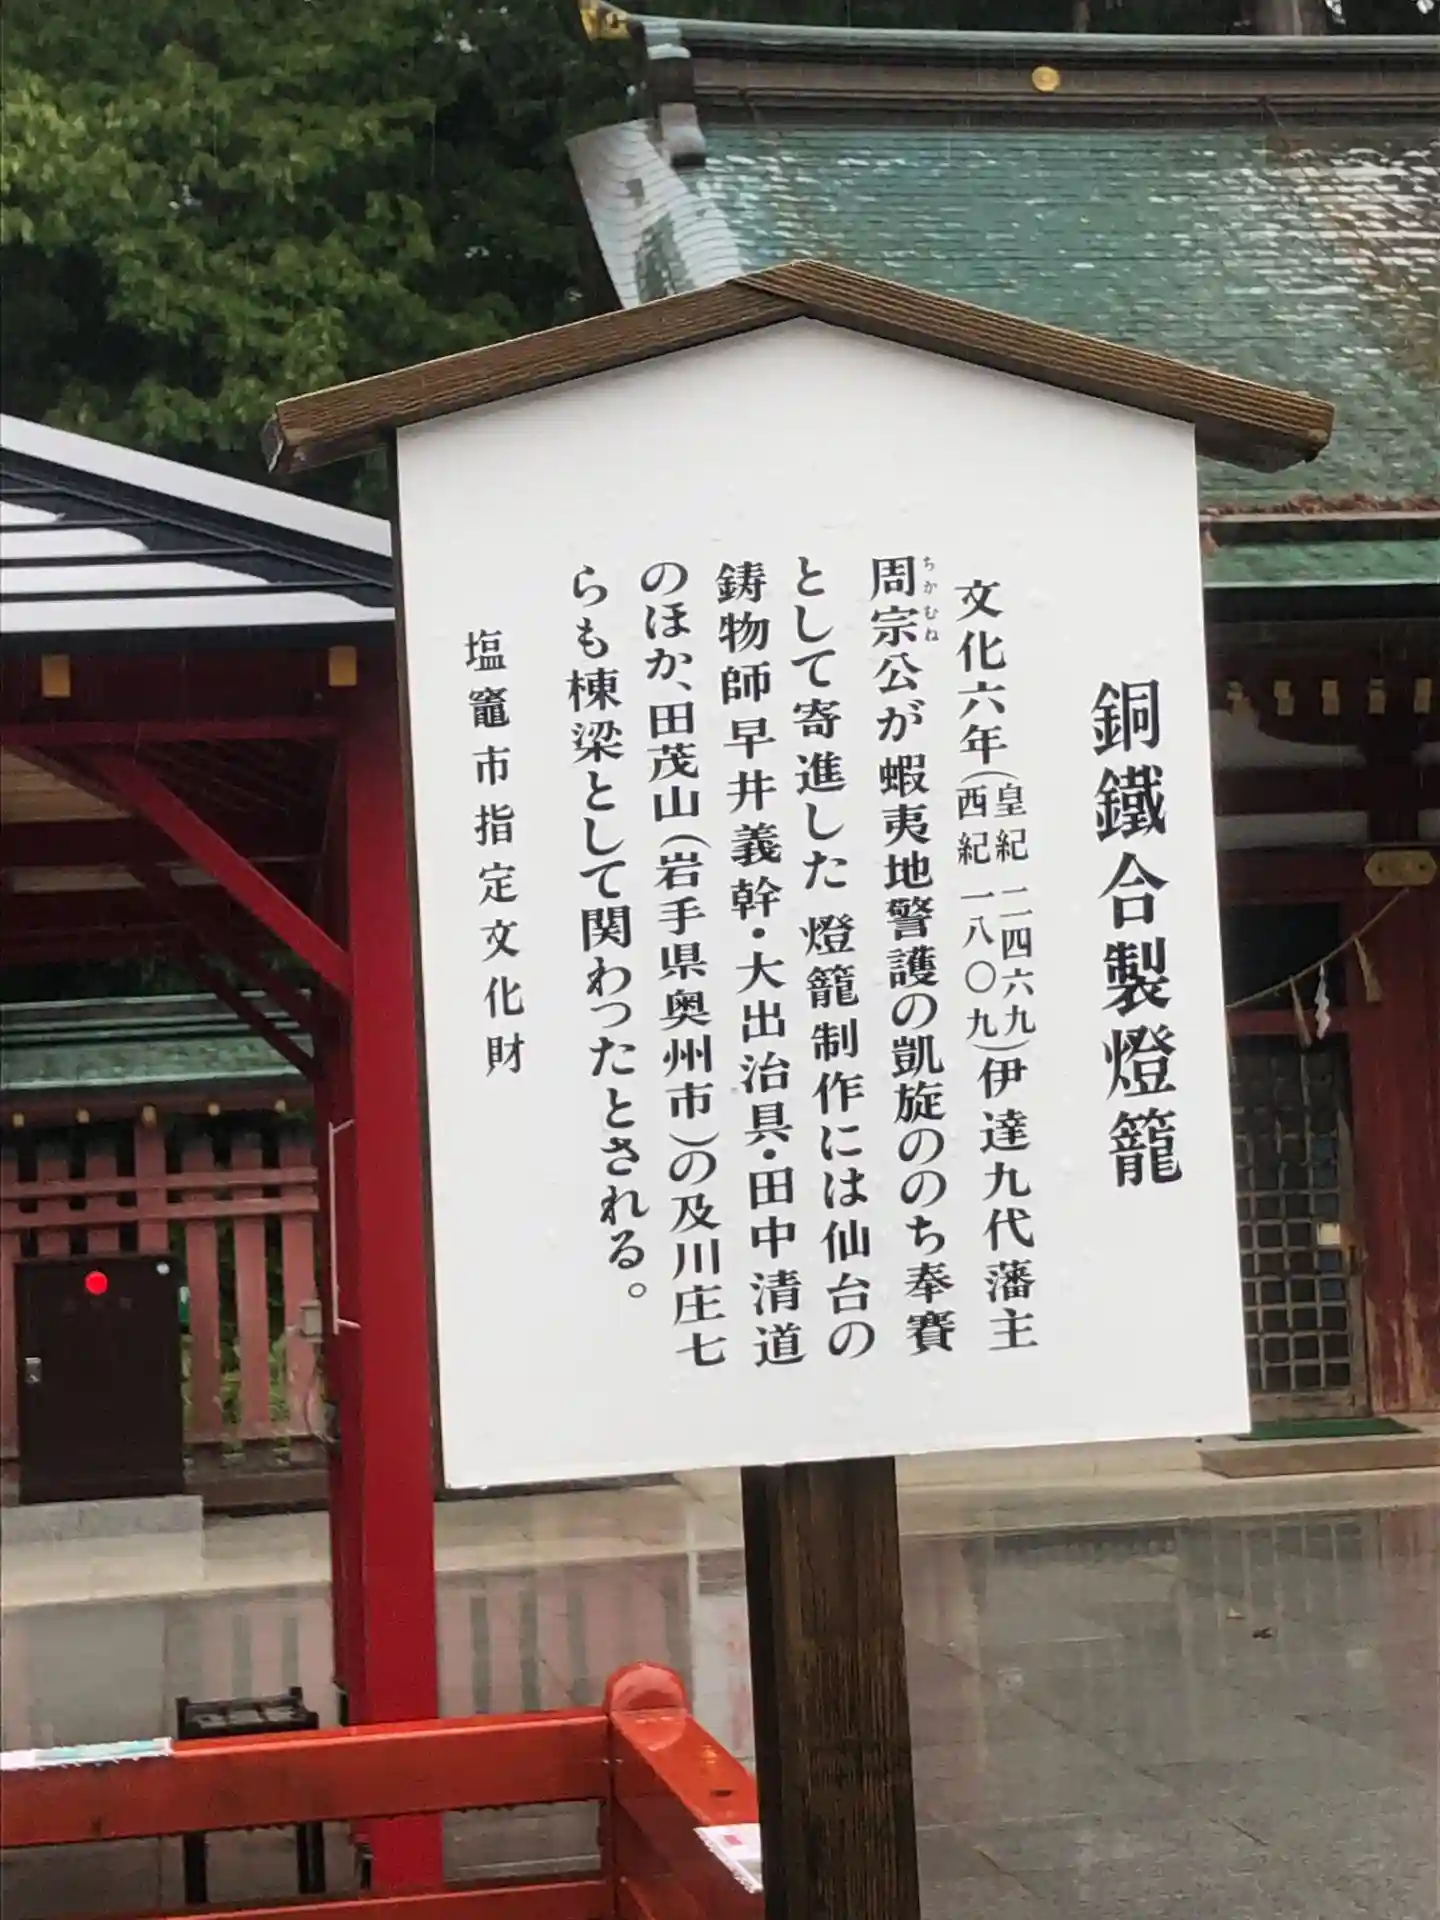 銅鐵合製燈籠
文化六年(皇紀 二四六九 西紀 一八〇九)伊達九代藩主
周宗公が蝦夷地警護の凱旋ののち奉賽
ちかむね
として寄進した 燈籠制作には仙台の
鋳物師早井義幹・大出治具・田中清道
のほか、田茂山(岩手県奥州市)の及川庄七
らも棟梁として関わったとされる。
塩竈市指定文化財